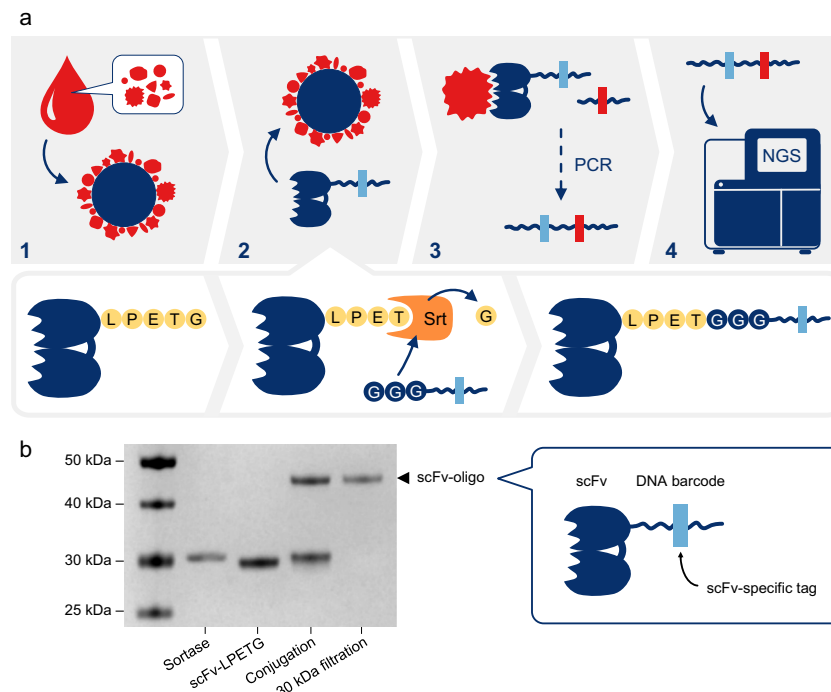 a
1
2
3
PCR
4
NGS
L P E T G
L P E T
Srt
G
G G G
L P E T G G G
b
50 kDa
40 kDa
30 kDa
25 kDa
scFv-oligo
Sortase
scFv-LPETG
Conjugation
30 kDa filtration
scFv
DNA barcode
scFv-specific tag